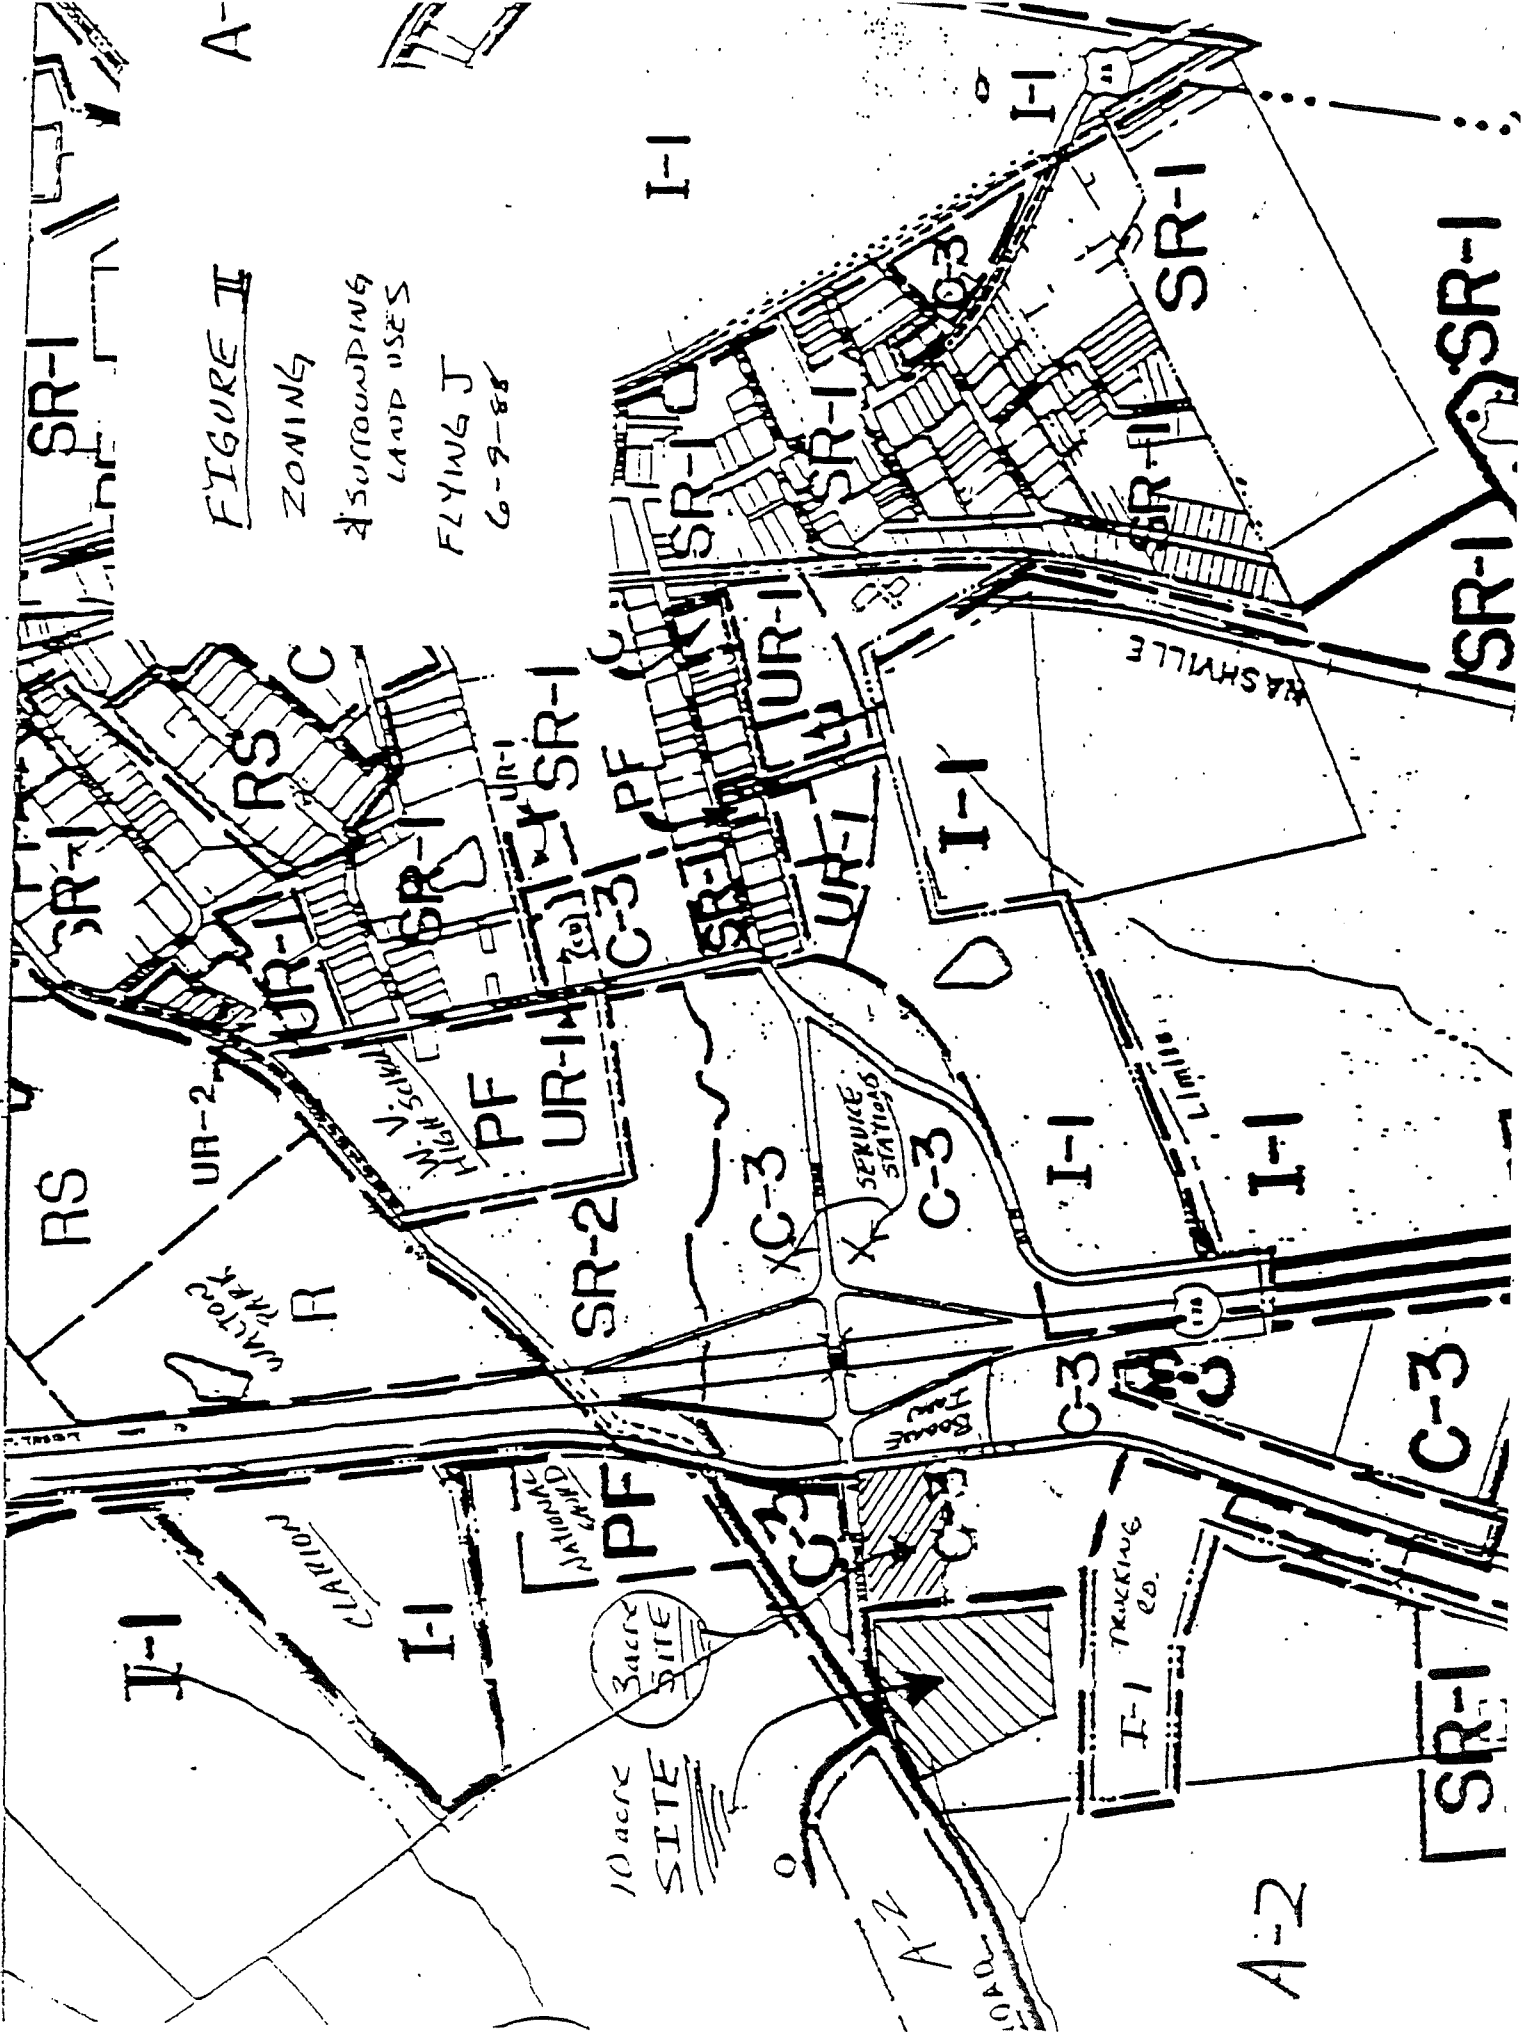 FIGURE II
ZONING
& SURROUNDING
LAND USES
FLYING J
6-9-88
A-
SR-1
I-1
I-1
SR-1
SR-1
SR-1
SR-1
SR-1
SR-1
O-3
C
RS
SR-1
UR-1
SR-1
UR-1
SR-1
PF
UR-1
C-3
SR-1
UR-1
I-1
NASHVILLE
RS
UR-2
W. V.
HIGH SCHOOL
PF
UR-1
SR-2
C-3
SERVICE
STATIONS
C-3
X
X
I-1
Limits
I-1
WALTON
PARK
R
C-3
C-3
I-1
CLARION
I-1
NATIONAL
GUARD
PF
C-3
C-3
3 acre
SITE
10 acre
SITE
O
TRUCKING
CO.
I-1
SR-1
A-2
ROAD
A-2